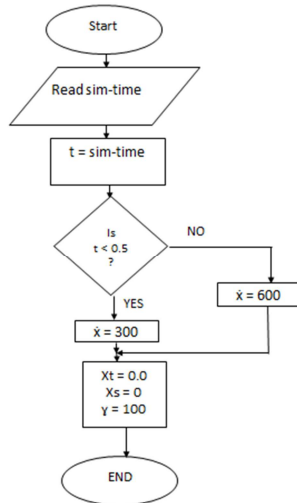 Start
Read sim-time
t = sim-time
Is
t < 0.5
?
NO
YES
ẋ = 600
ẋ = 300
Xt = 0.0
Xs = 0
ɣ = 100
END